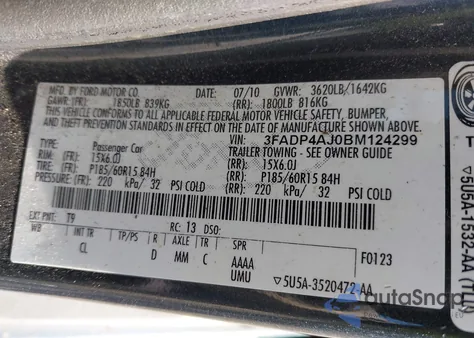 MFD. BY FORD MOTOR CO.
DATE: 07/10 GVWR: 3620LB/1642KG
GAWR:(FR): 1850LB 839KG (RR): 1800LB 816KG
THIS VEHICLE CONFORMS TO ALL APPLICABLE FEDERAL MOTOR VEHICLE SAFETY, BUMPER,
AND THEFT PREVENTION STANDARDS IN EFFECT ON THE DATE OF MANUFACTURE SHOWN ABOVE.
VIN: 3FADP4AJ0BM124299
TYPE: Passenger Car TRAILER TOWING - SEE OWNER GUIDE
RIM: (FR): 15X6.0J (RR): 15X6.0J
TIRE: (FR): P185/60R15 84H (RR): P185/60R15 84H
PRESSURE: (FR): 220 kPa/ 32 PSI COLD (RR): 220 kPa/ 32 PSI COLD
EXT PNT: T9 RC: 13 DSO: F0123
WB INT TR TP/PS R AXLE TR SPR
CL D MM C AAAA
UMU ▽5U5A-3520472-AA
▽5U5A-1532-AA (TLN)
autoSnap